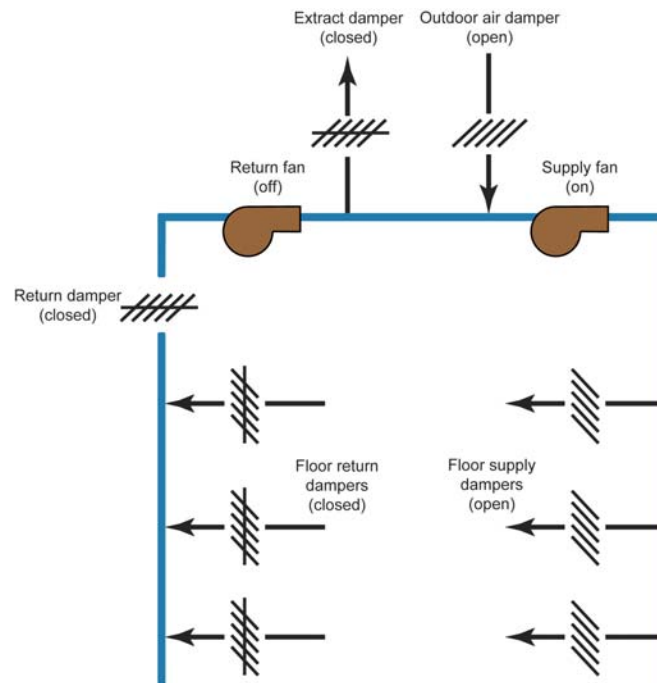 Extract damper
(closed)
Outdoor air damper
(open)
Return fan
(off)
Supply fan
(on)
Return damper
(closed)
Floor return
dampers
(closed)
Floor supply
dampers
(open)